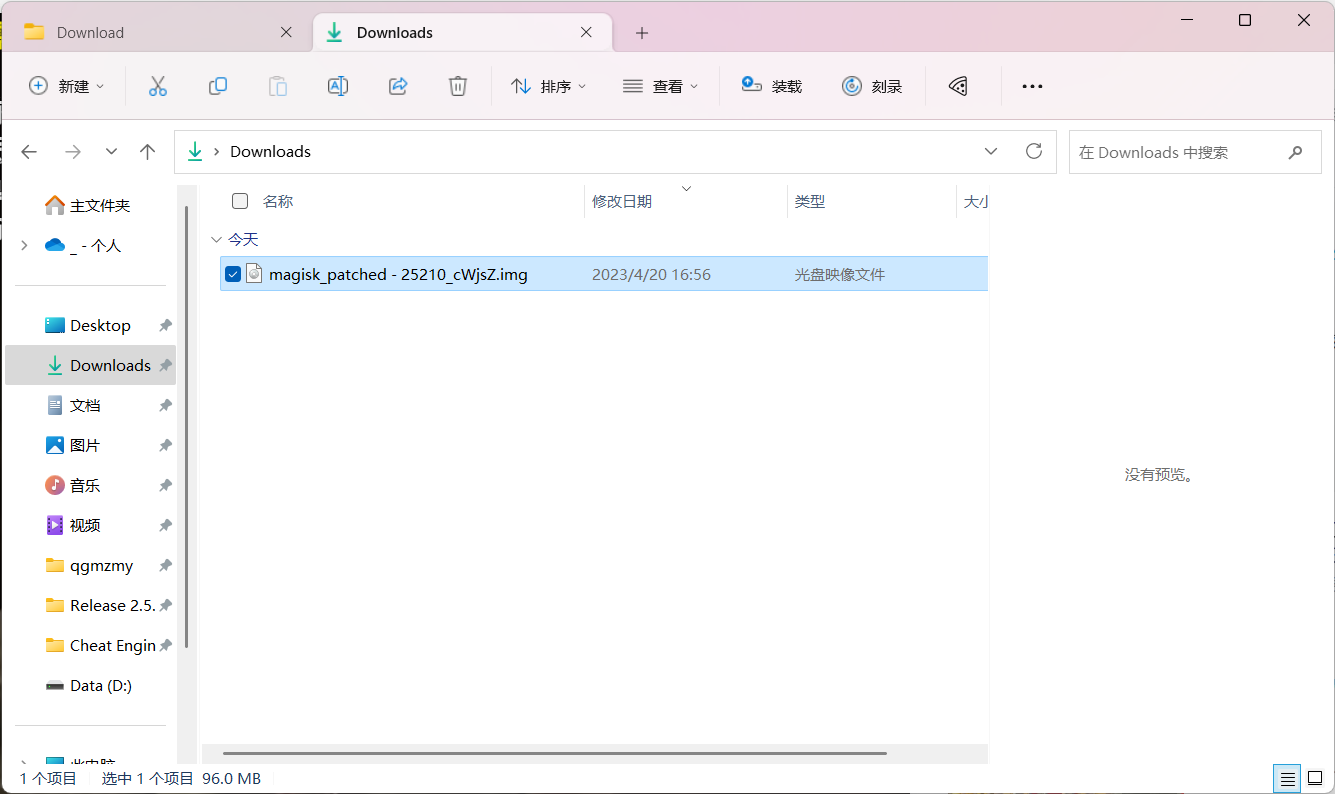 Download
Downloads
新建
排序
查看
装载
刻录
Downloads
在 Downloads 中搜索
主文件夹
_ - 个人
Desktop
Downloads
文档
图片
音乐
视频
qgmzmy
Release 2.5.
Cheat Engin
Data (D:)
此电脑
名称
修改日期
类型
大小
今天
magisk_patched - 25210_cWjsZ.img
2023/4/20 16:56
光盘映像文件
没有预览。
1 个项目
选中 1 个项目 96.0 MB